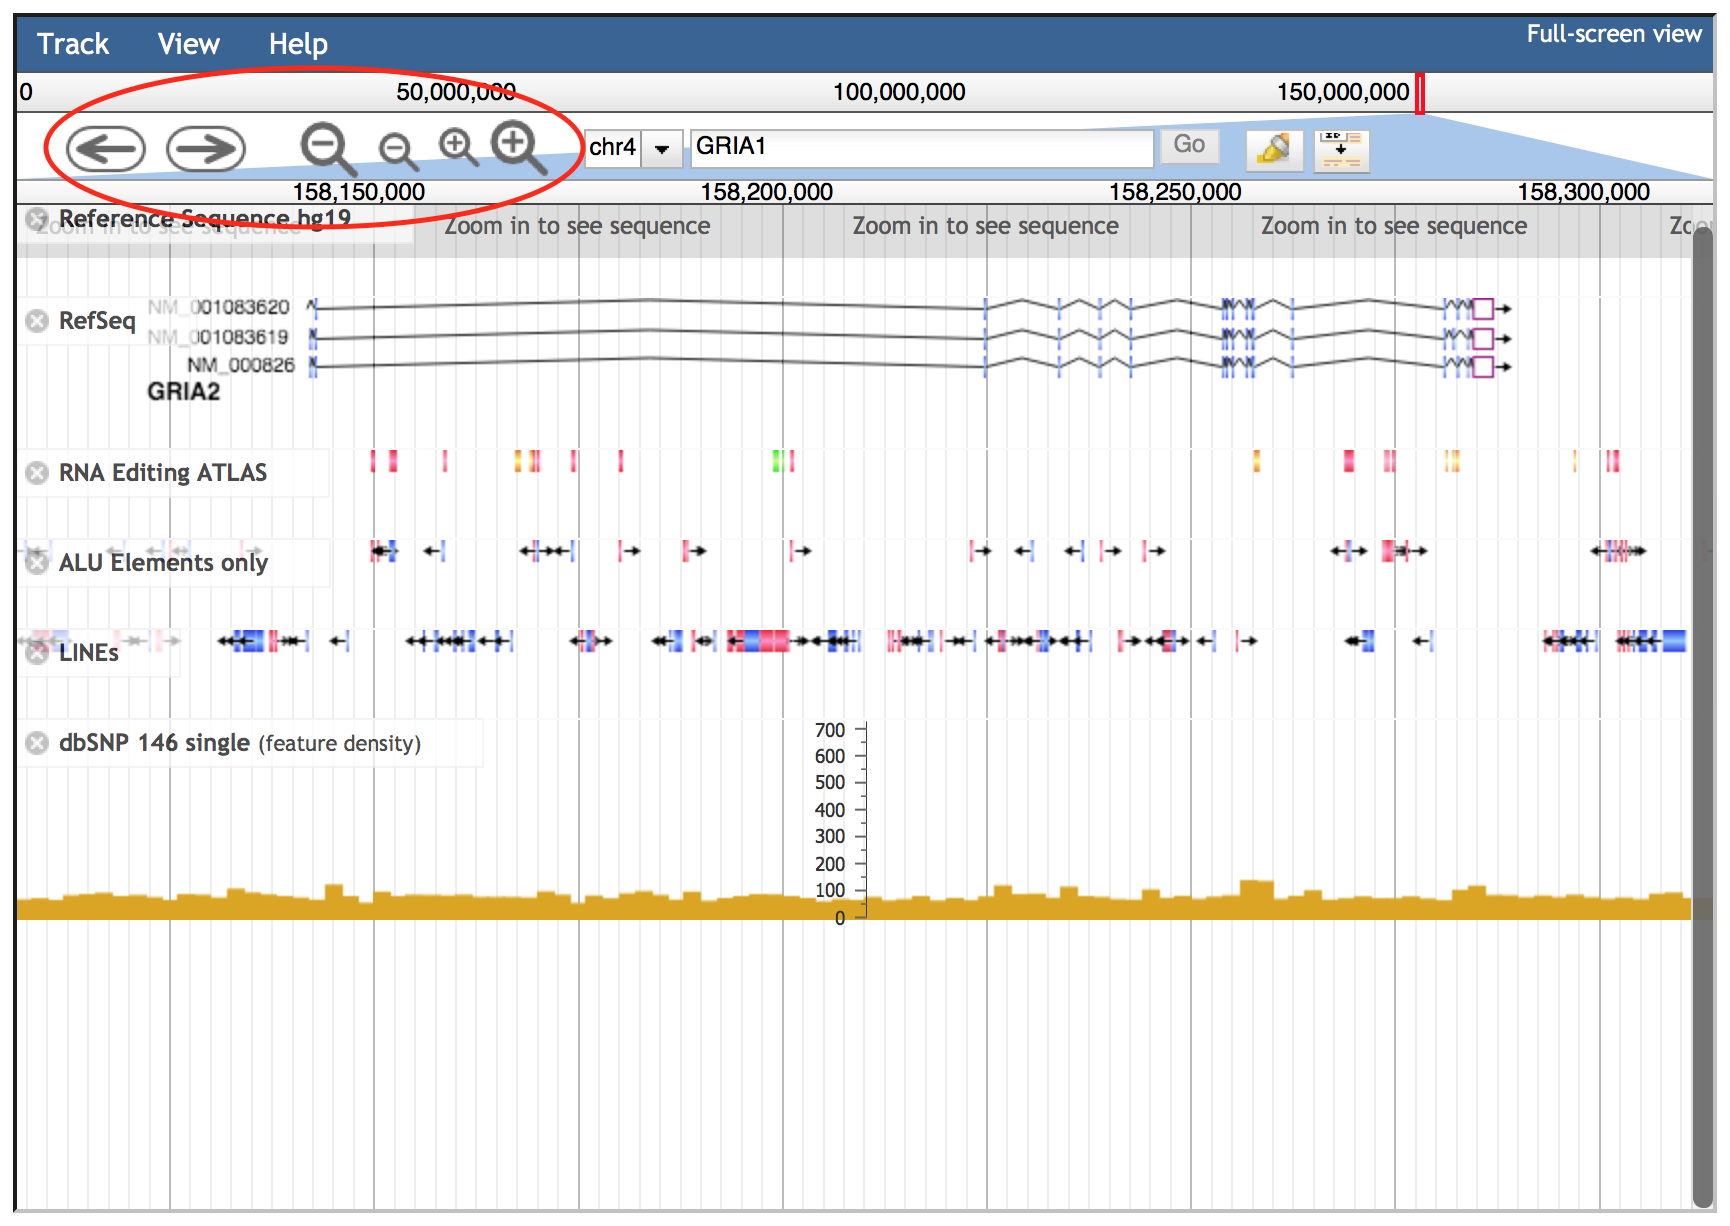 Track View Help Full-screen view
0 50,000,000 100,000,000 150,000,000
chr4 GRIA1 Go
158,150,000 158,200,000 158,250,000 158,300,000
Reference Sequence hg19
Zoom in to see sequence Zoom in to see sequence Zoom in to see sequence Zoom in to see sequence Zoo
NM_001083620
RefSeq
NM_001083619
NM_000826
GRIA2
RNA Editing ATLAS
ALU Elements only
LINEs
dbSNP 146 single (feature density)
700
600
500
400
300
200
100
0